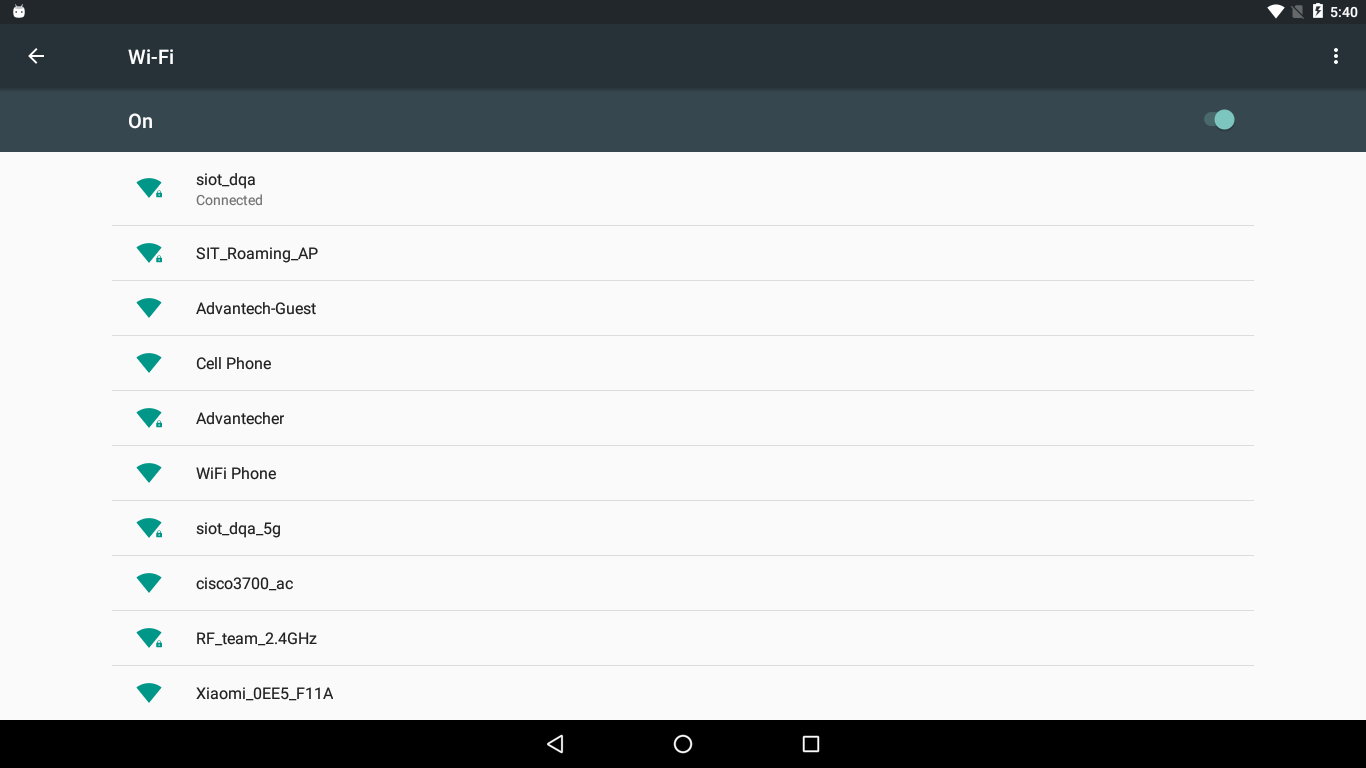 5:40
Wi-Fi
On
siot_dqa
Connected
SIT_Roaming_AP
Advantech-Guest
Cell Phone
Advantecher
WiFi Phone
siot_dqa_5g
cisco3700_ac
RF_team_2.4GHz
Xiaomi_0EE5_F11A